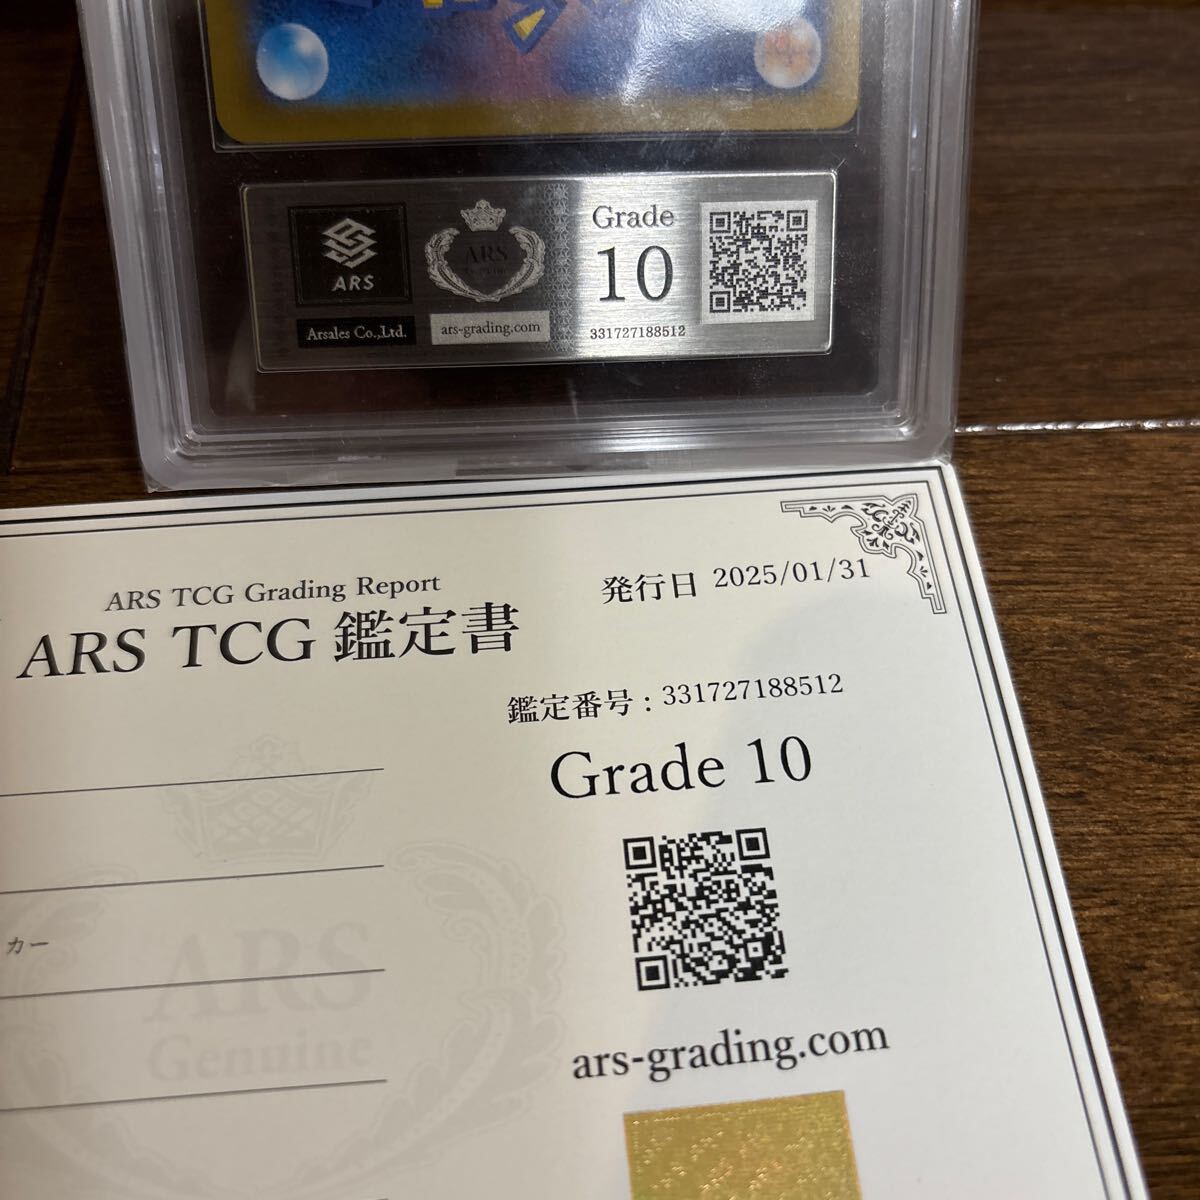 ARS
Arsales Co.,Ltd.
ARS
ars-grading.com
Grade
10
331727188512
ARS TCG Grading Report
ARS TCG 鑑定書
発行日 2025/01/31
鑑定番号：331727188512
Grade 10
カー
ARS
Genuine
ars-grading.com